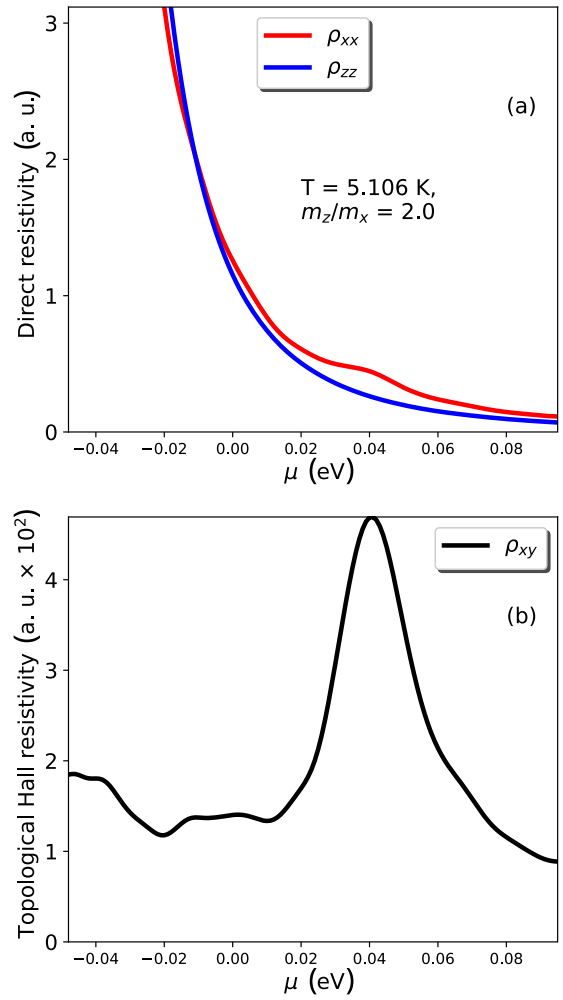 3
ρxx
ρzz
(a)
2
T = 5.106 K,
mz/mx = 2.0
1
0
Direct resistivity (a. u.)
−0.04 −0.02 0.00 0.02 0.04 0.06 0.08
μ (eV)
ρxy
(b)
4
3
2
1
0
Topological Hall resistivity (a. u. × 10²)
−0.04 −0.02 0.00 0.02 0.04 0.06 0.08
μ (eV)